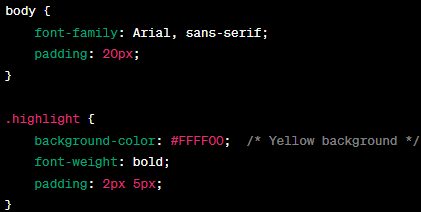 body {
    font-family: Arial, sans-serif;
    padding: 20px;
}

.highlight {
    background-color: #FFFF00;  /* Yellow background */
    font-weight: bold;
    padding: 2px 5px;
}